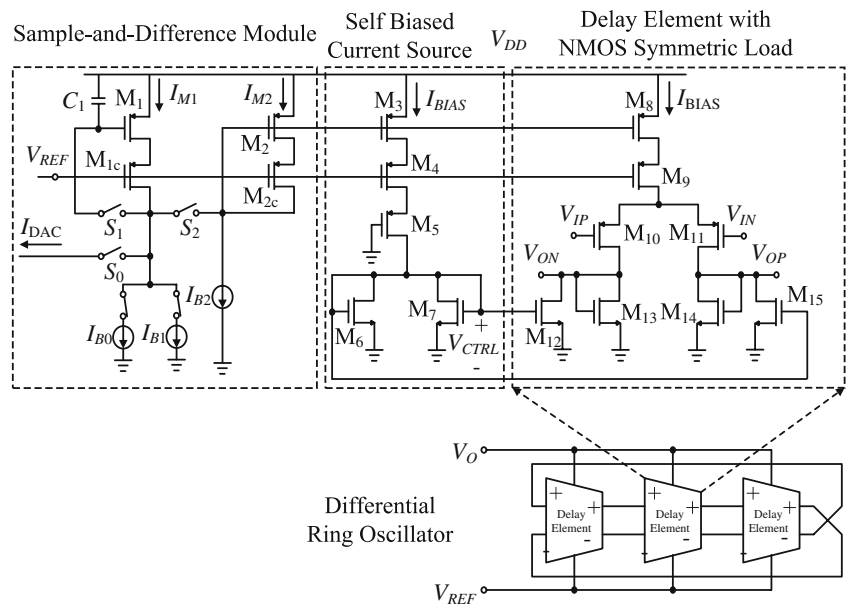 Sample-and-Difference Module
Self Biased
Current Source
V_DD
Delay Element with
NMOS Symmetric Load
C_1
M_1
I_M1
I_M2
M_2
M_3
I_BIAS
M_8
I_BIAS
V_REF
M_1c
M_2c
M_4
M_9
I_DAC
S_1
S_2
S_0
M_5
V_IP
M_10
M_11
V_IN
V_ON
V_OP
I_B0
I_B1
I_B2
M_6
M_7
+
V_CTRL
-
M_12
M_13
M_14
M_15
V_O
Differential
Ring Oscillator
+ + + + + +
Delay Element
Delay Element
Delay Element
- - - - - -
V_REF